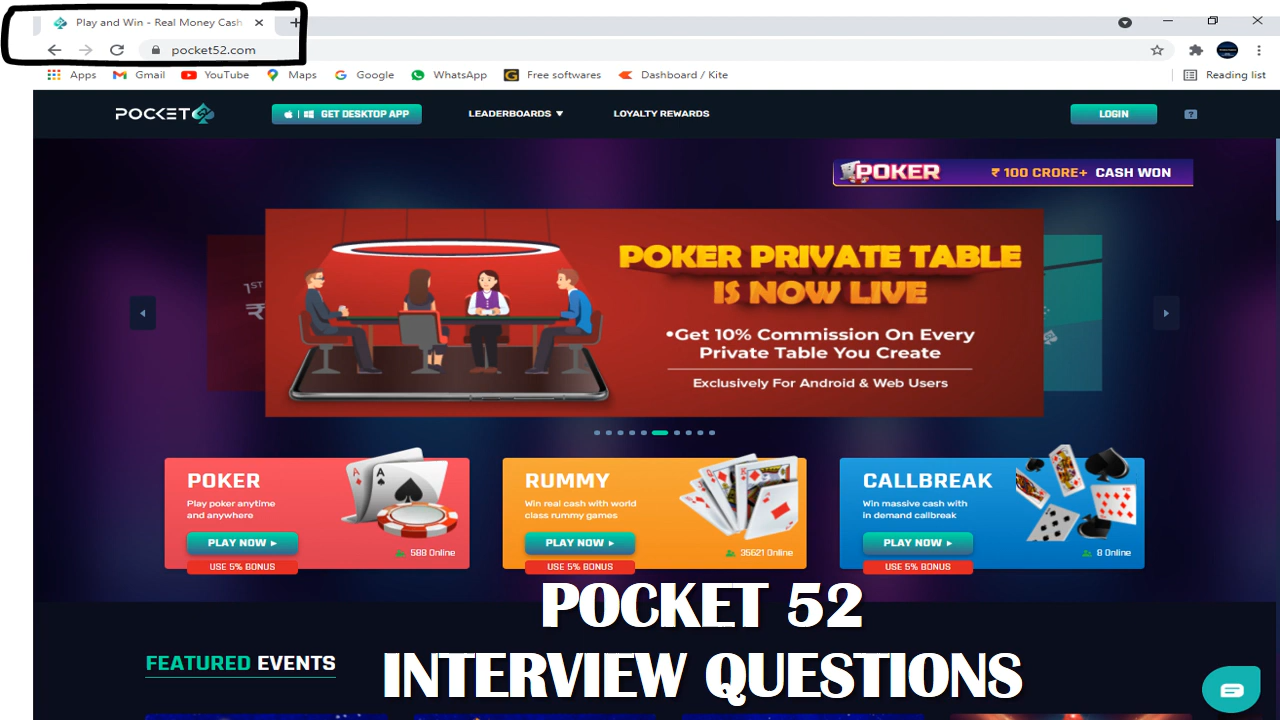 Play and Win - Real Money Cash
pocket52.com
Apps Gmail YouTube Maps Google WhatsApp Free softwares Dashboard / Kite Reading list
POCKET52
GET DESKTOP APP LEADERBOARDS ▼ LOYALTY REWARDS LOGIN ?
POKER ₹ 100 CRORE+ CASH WON
1ST
₹
POKER PRIVATE TABLE
IS NOW LIVE
•Get 10% Commission On Every
Private Table You Create
Exclusively For Android & Web Users
POKER
Play poker anytime
and anywhere
PLAY NOW ►
588 Online
USE 5% BONUS
A
A
RUMMY
Win real cash with world
class rummy games
PLAY NOW ►
35621 Online
USE 5% BONUS
CALLBREAK
Win massive cash with
in demand callbreak
PLAY NOW ►
8 Online
USE 5% BONUS
POCKET 52
INTERVIEW QUESTIONS
FEATURED EVENTS